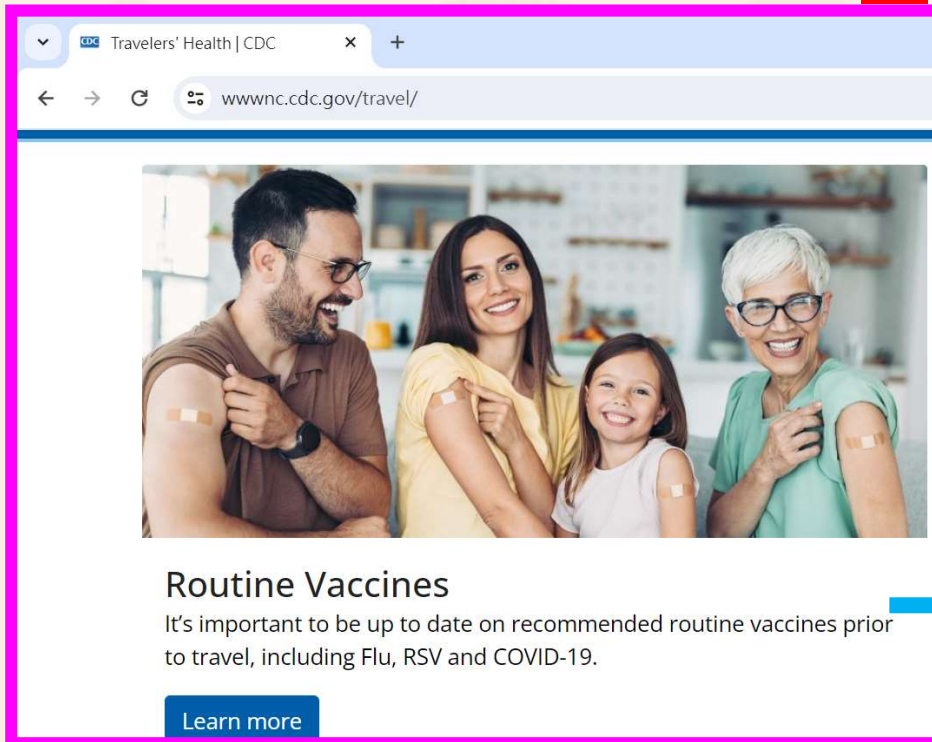 CDC Travelers' Health | CDC
wwwnc.cdc.gov/travel/
Routine Vaccines
It's important to be up to date on recommended routine vaccines prior
to travel, including Flu, RSV and COVID-19.
Learn more